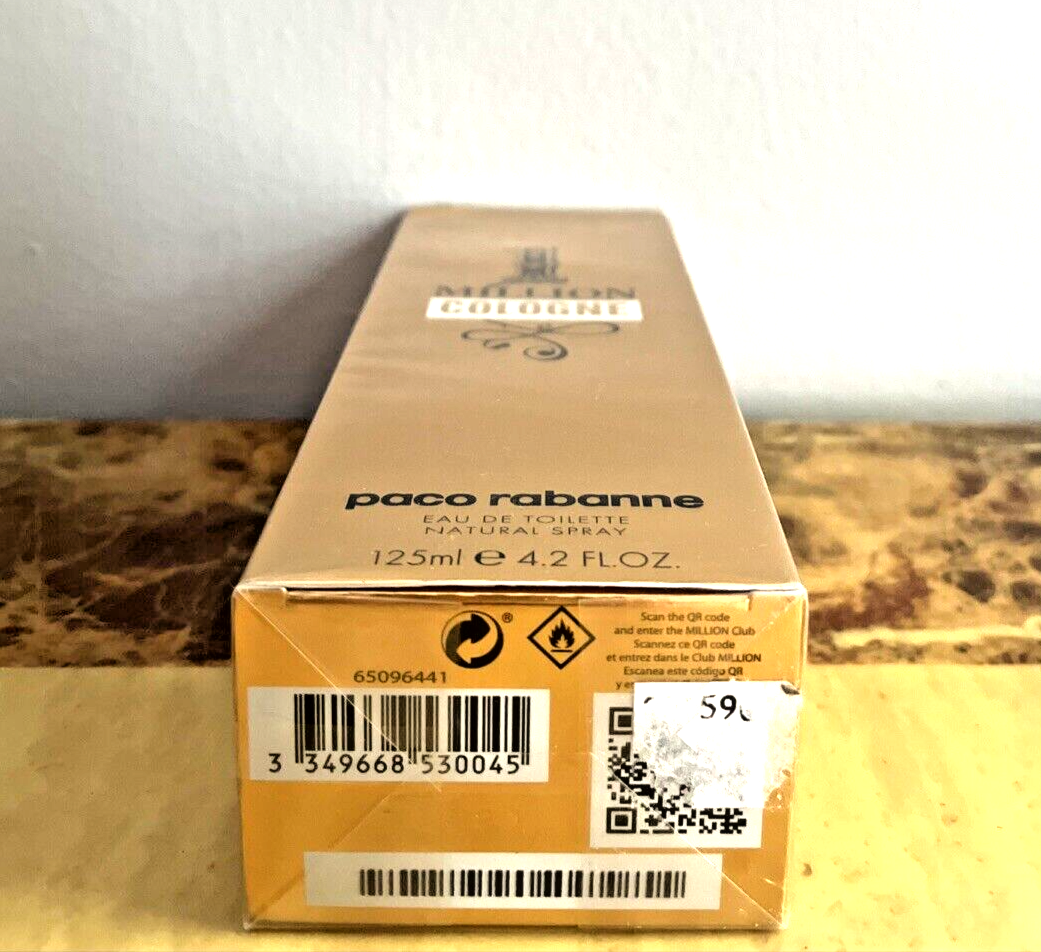 MILLION
COLOGNE
paco rabanne
EAU DE TOILETTE
NATURAL SPRAY
125ml e 4.2 FL.OZ.
®
Scan the QR code
and enter the MILLION Club
Scannez ce QR code
et entrez dans le Club MILLION
Escanea este código QR
65096441
3 349668 530045